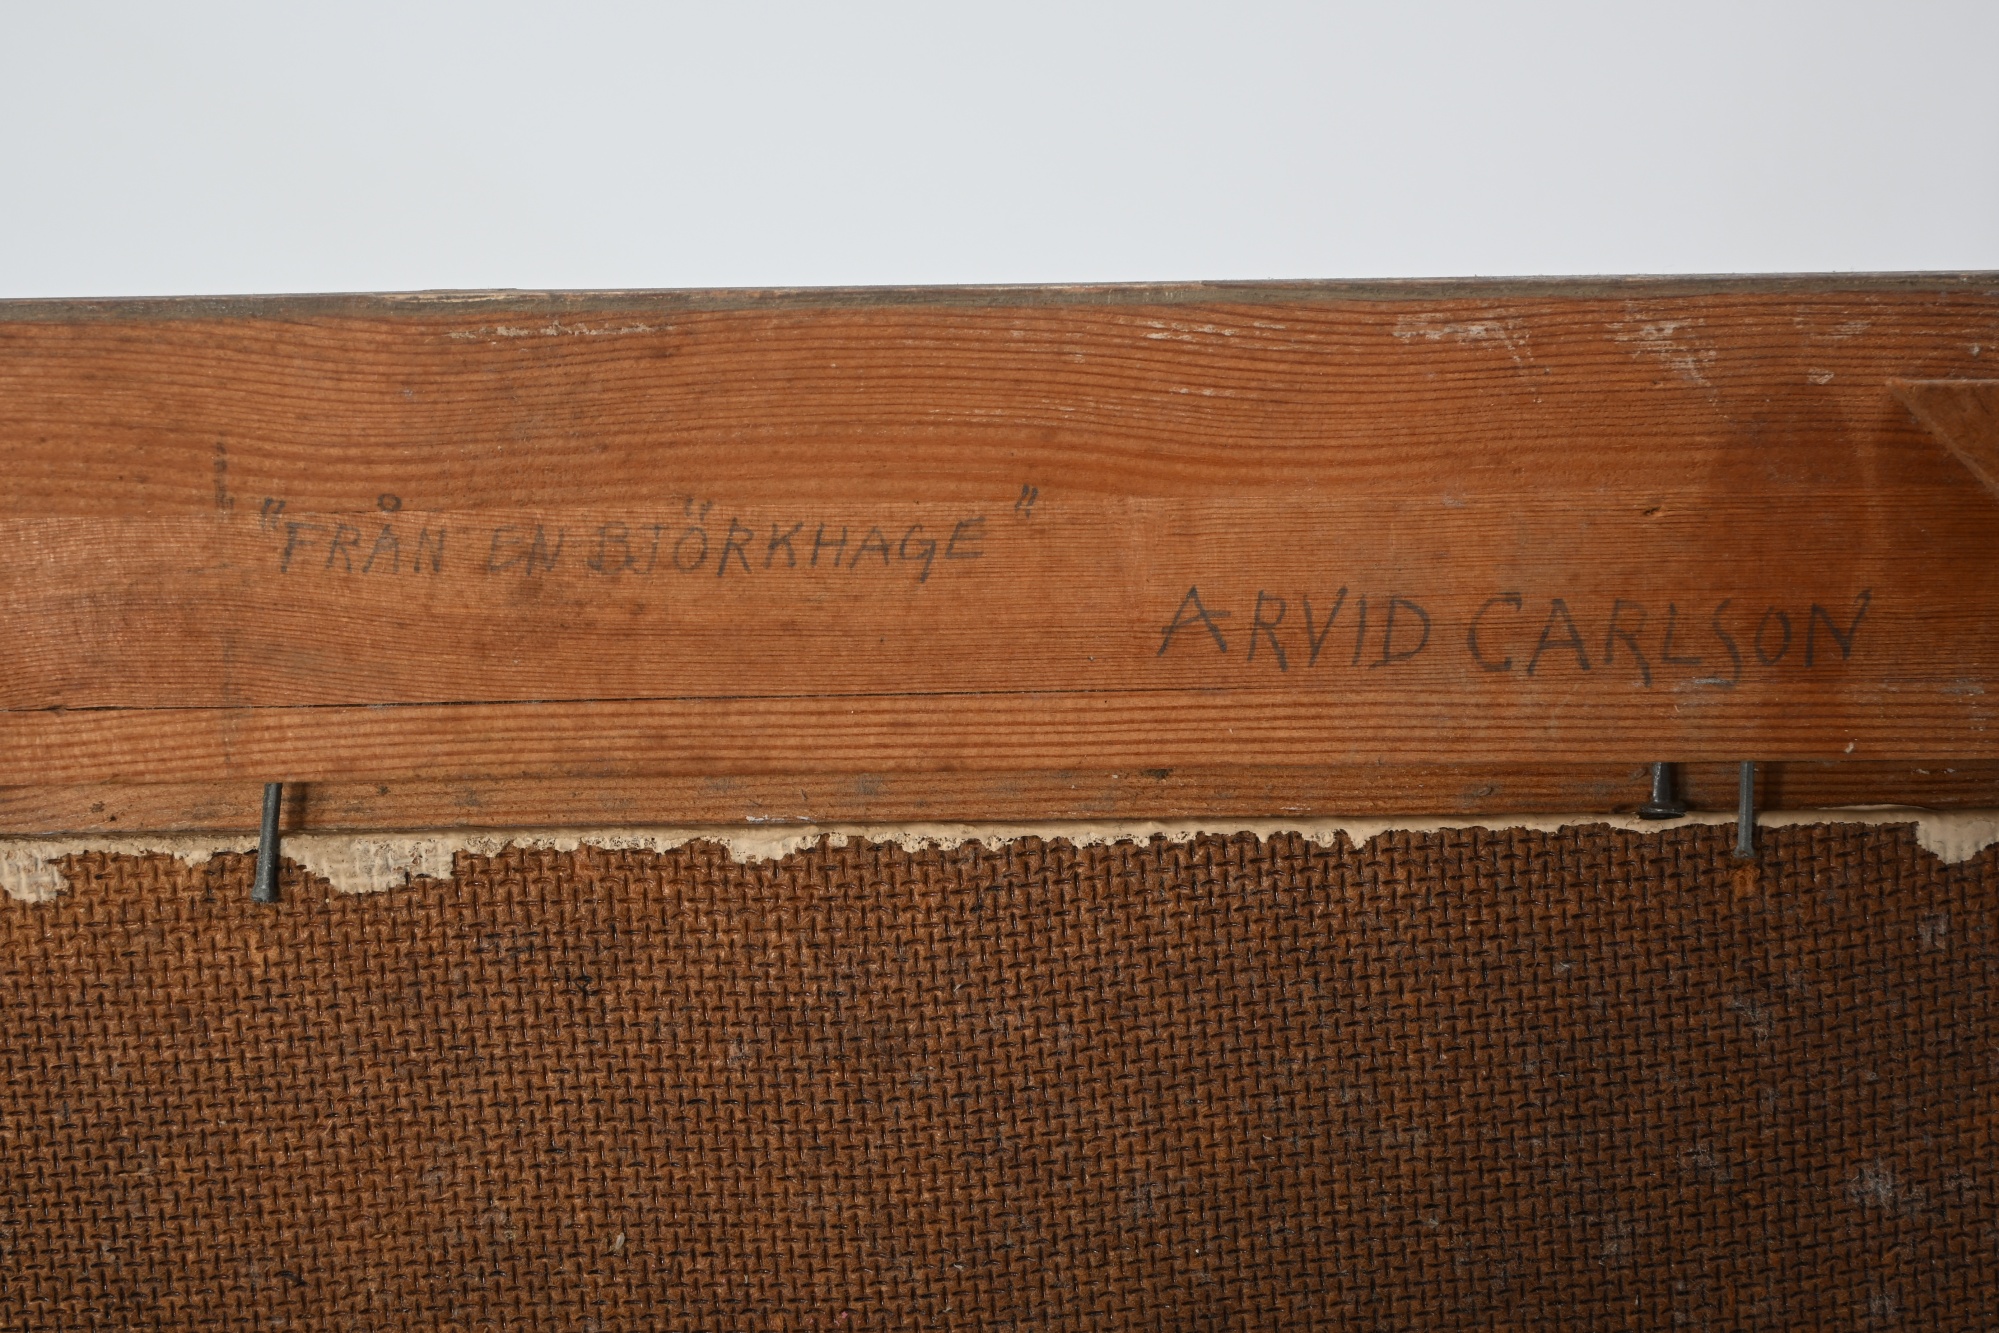 "FRÅN EN BJÖRKHAGE"
ARVID CARLSON